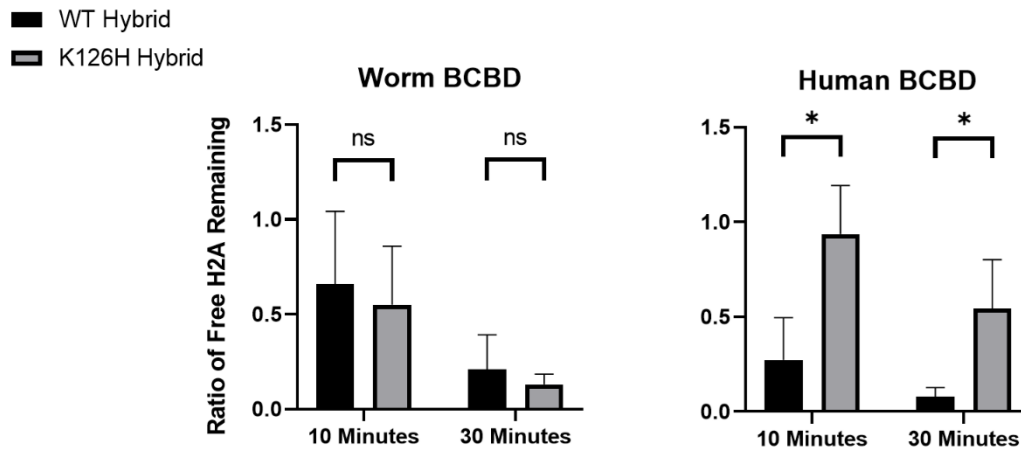 WT Hybrid
K126H Hybrid
Worm BCBD
Ratio of Free H2A Remaining
1.5
1.0
0.5
0.0
ns
ns
10 Minutes
30 Minutes
Human BCBD
1.5
1.0
0.5
0.0
*
*
10 Minutes
30 Minutes